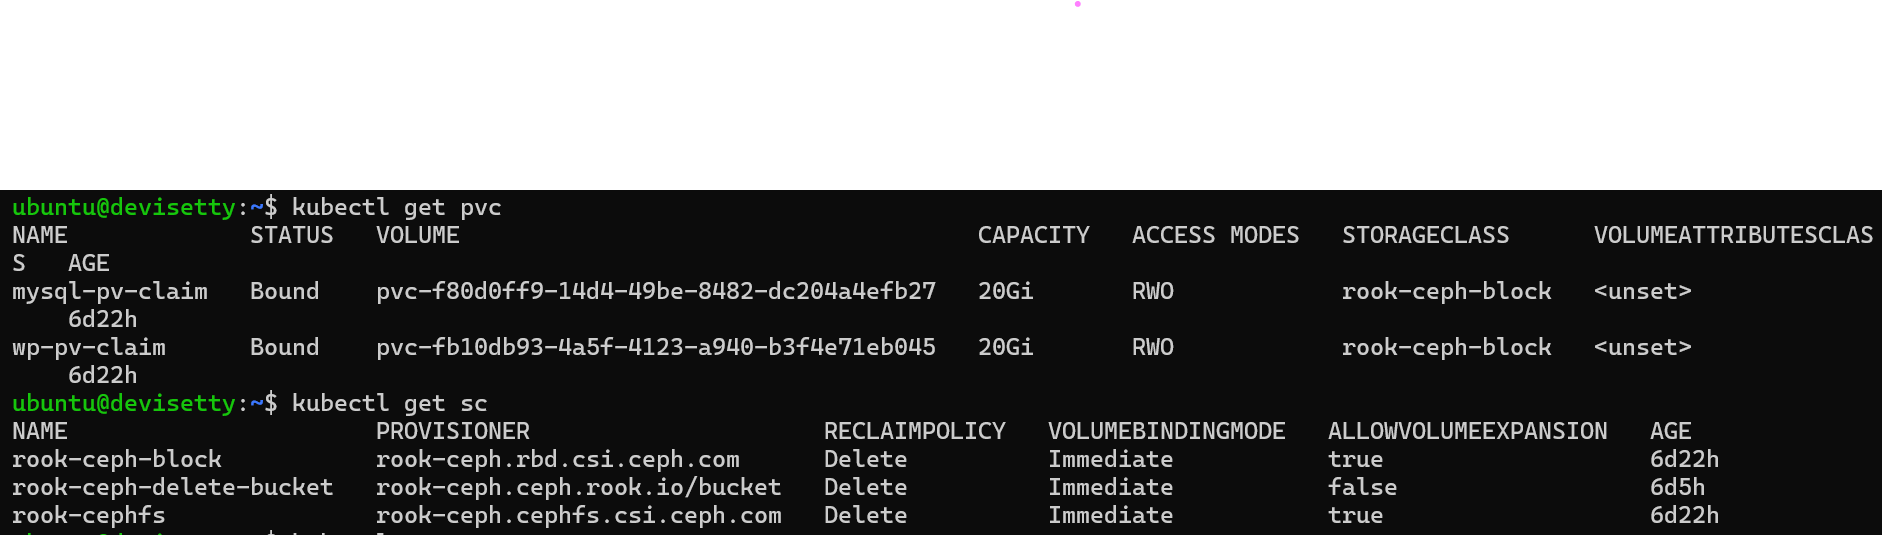 ubuntu@devisetty:~$ kubectl get pvc
NAME             STATUS   VOLUME                                     CAPACITY   ACCESS MODES   STORAGECLASS      VOLUMEATTRIBUTESCLAS
S   AGE
mysql-pv-claim   Bound    pvc-f80d0ff9-14d4-49be-8482-dc204a4efb27   20Gi       RWO            rook-ceph-block   <unset>
    6d22h
wp-pv-claim      Bound    pvc-fb10db93-4a5f-4123-a940-b3f4e71eb045   20Gi       RWO            rook-ceph-block   <unset>
    6d22h
ubuntu@devisetty:~$ kubectl get sc
NAME                      PROVISIONER                     RECLAIMPOLICY   VOLUMEBINDINGMODE   ALLOWVOLUMEEXPANSION   AGE
rook-ceph-block           rook-ceph.rbd.csi.ceph.com      Delete          Immediate           true                   6d22h
rook-ceph-delete-bucket   rook-ceph.ceph.rook.io/bucket   Delete          Immediate           false                  6d5h
rook-cephfs               rook-ceph.cephfs.csi.ceph.com   Delete          Immediate           true                   6d22h